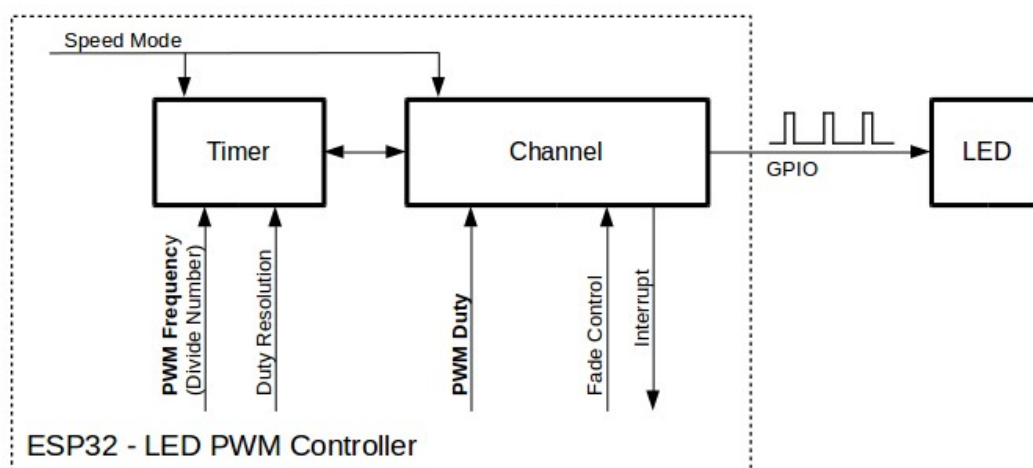 Speed Mode
Timer
Channel
GPIO
LED
PWM Frequency
(Divide Number)
Duty Resolution
PWM Duty
Fade Control
Interrupt
ESP32 - LED PWM Controller